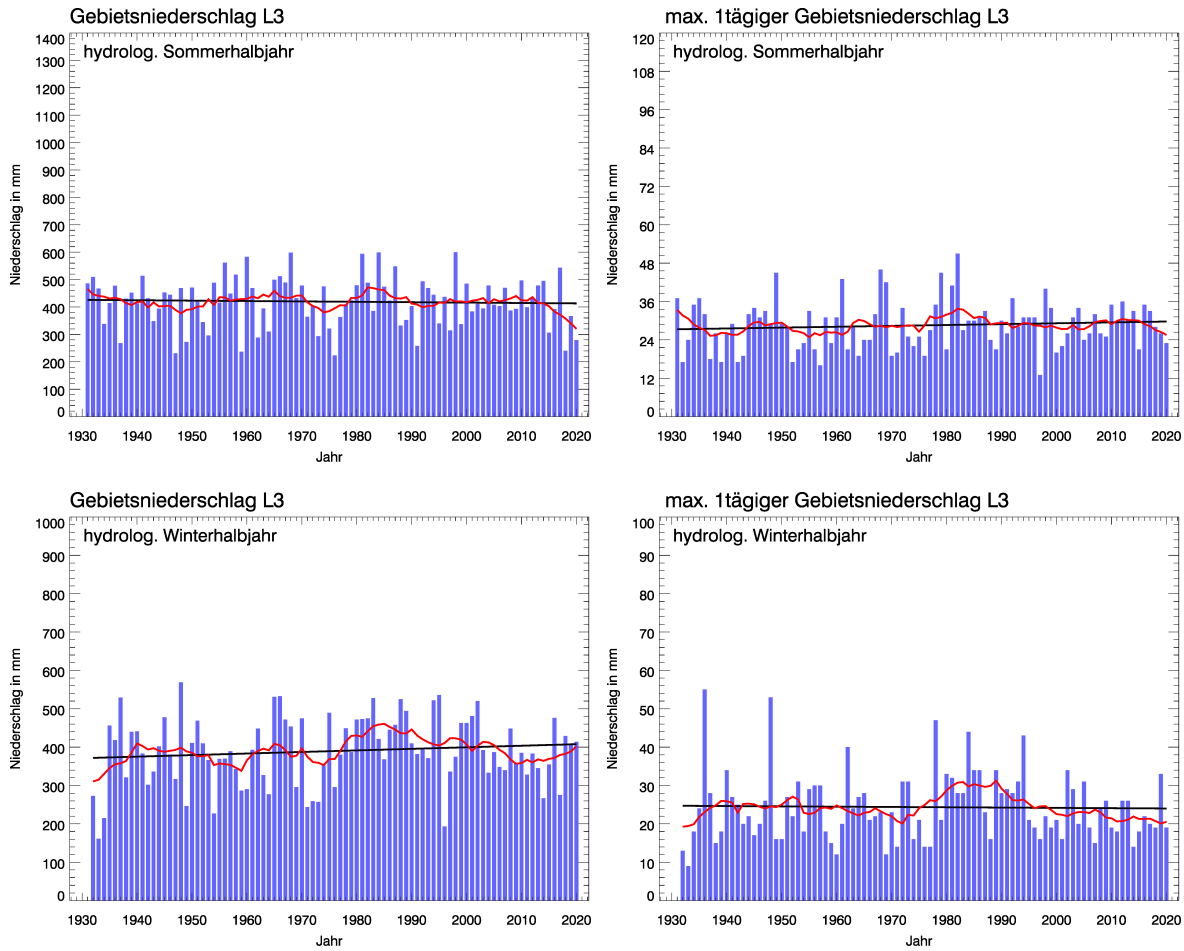 Gebietsniederschlag L3
hydrolog. Sommerhalbjahr
Niederschlag in mm
1400
1300
1200
1100
1000
900
800
700
600
500
400
300
200
100
0
1930 1940 1950 1960 1970 1980 1990 2000 2010 2020
Jahr
max. 1tägiger Gebietsniederschlag L3
hydrolog. Sommerhalbjahr
Niederschlag in mm
120
108
96
84
72
60
48
36
24
12
0
1930 1940 1950 1960 1970 1980 1990 2000 2010 2020
Jahr
Gebietsniederschlag L3
hydrolog. Winterhalbjahr
Niederschlag in mm
1000
900
800
700
600
500
400
300
200
100
0
1930 1940 1950 1960 1970 1980 1990 2000 2010 2020
Jahr
max. 1tägiger Gebietsniederschlag L3
hydrolog. Winterhalbjahr
Niederschlag in mm
100
90
80
70
60
50
40
30
20
10
0
1930 1940 1950 1960 1970 1980 1990 2000 2010 2020
Jahr